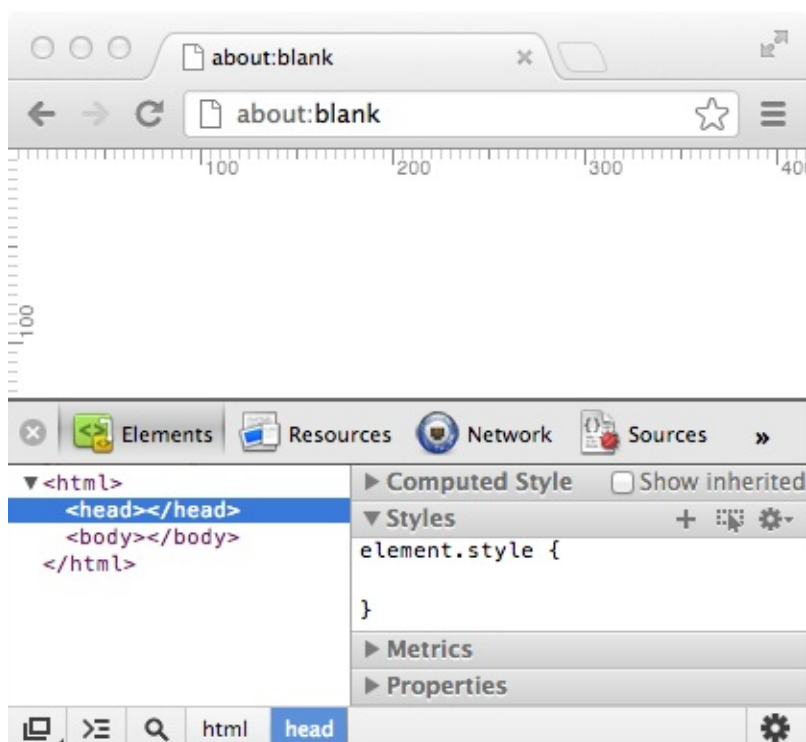 about:blank
about:blank
100 200 300 400
100
Elements Resources Network Sources »
▼<html>
<head></head>
<body></body>
</html>
▶ Computed Style Show inherited
▼ Styles
element.style {
}
▶ Metrics
▶ Properties
html head